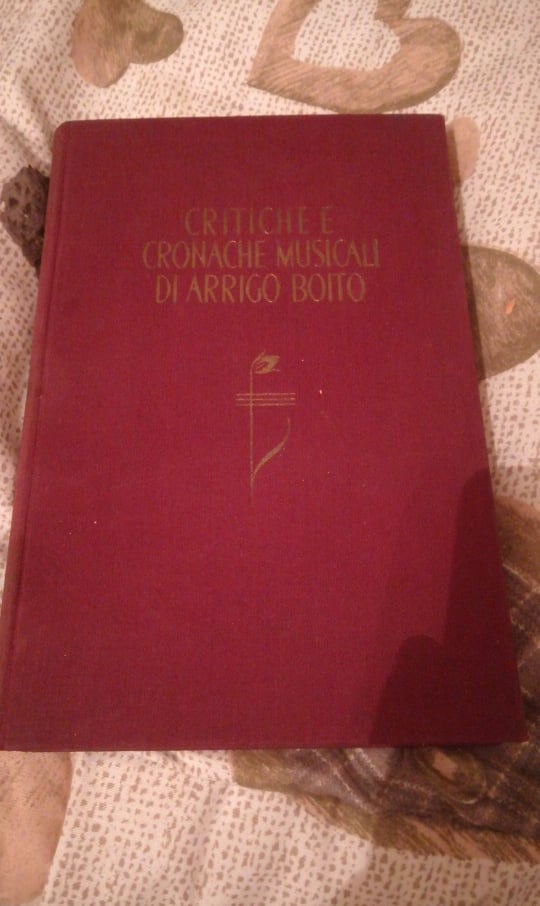 CRITICHE E
CRONACHE MUSICALI
DI ARRIGO BOITO